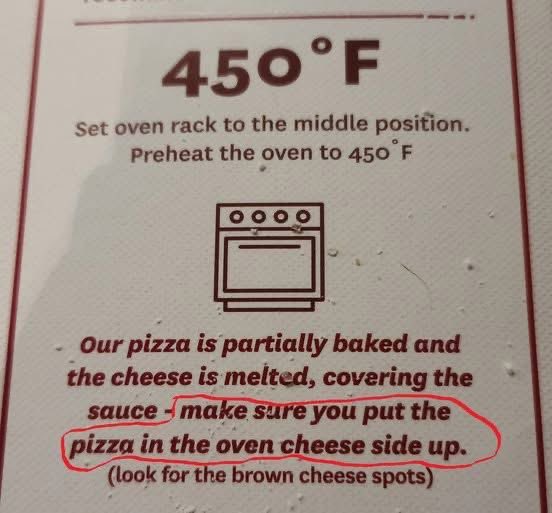 450°F
Set oven rack to the middle position.
Preheat the oven to 450°F
Our pizza is partially baked and
the cheese is melted, covering the
sauce - make sure you put the
pizza in the oven cheese side up.
(look for the brown cheese spots)